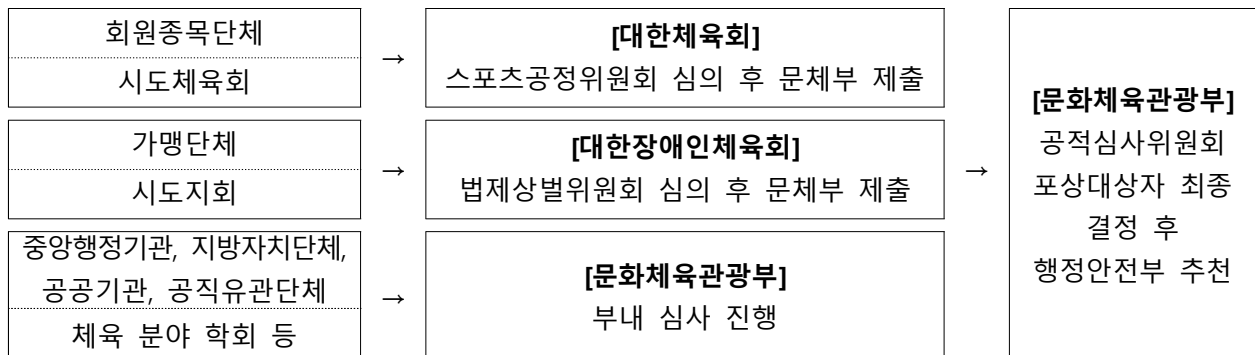 회원종목단체
시도체육회
→
[대한체육회]
스포츠공정위원회 심의 후 문체부 제출
가맹단체
시도지회
→
[대한장애인체육회]
법제상벌위원회 심의 후 문체부 제출
중앙행정기관, 지방자치단체,
공공기관, 공직유관단체
체육 분야 학회 등
→
[문화체육관광부]
부내 심사 진행
→
[문화체육관광부]
공적심사위원회
포상대상자 최종
결정 후
행정안전부 추천